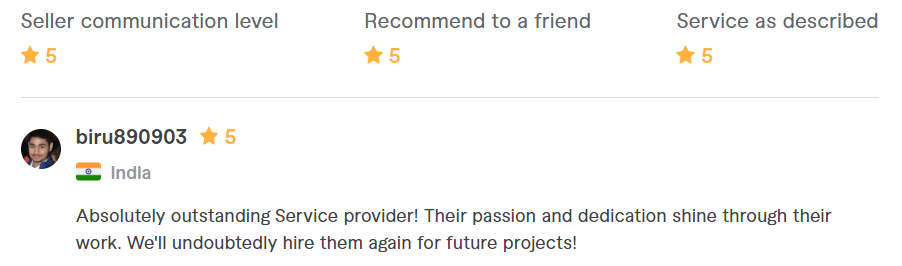 Seller communication level
Recommend to a friend
Service as described
5
5
5
biru890903 5
India
Absolutely outstanding Service provider! Their passion and dedication shine through their
work. We'll undoubtedly hire them again for future projects!